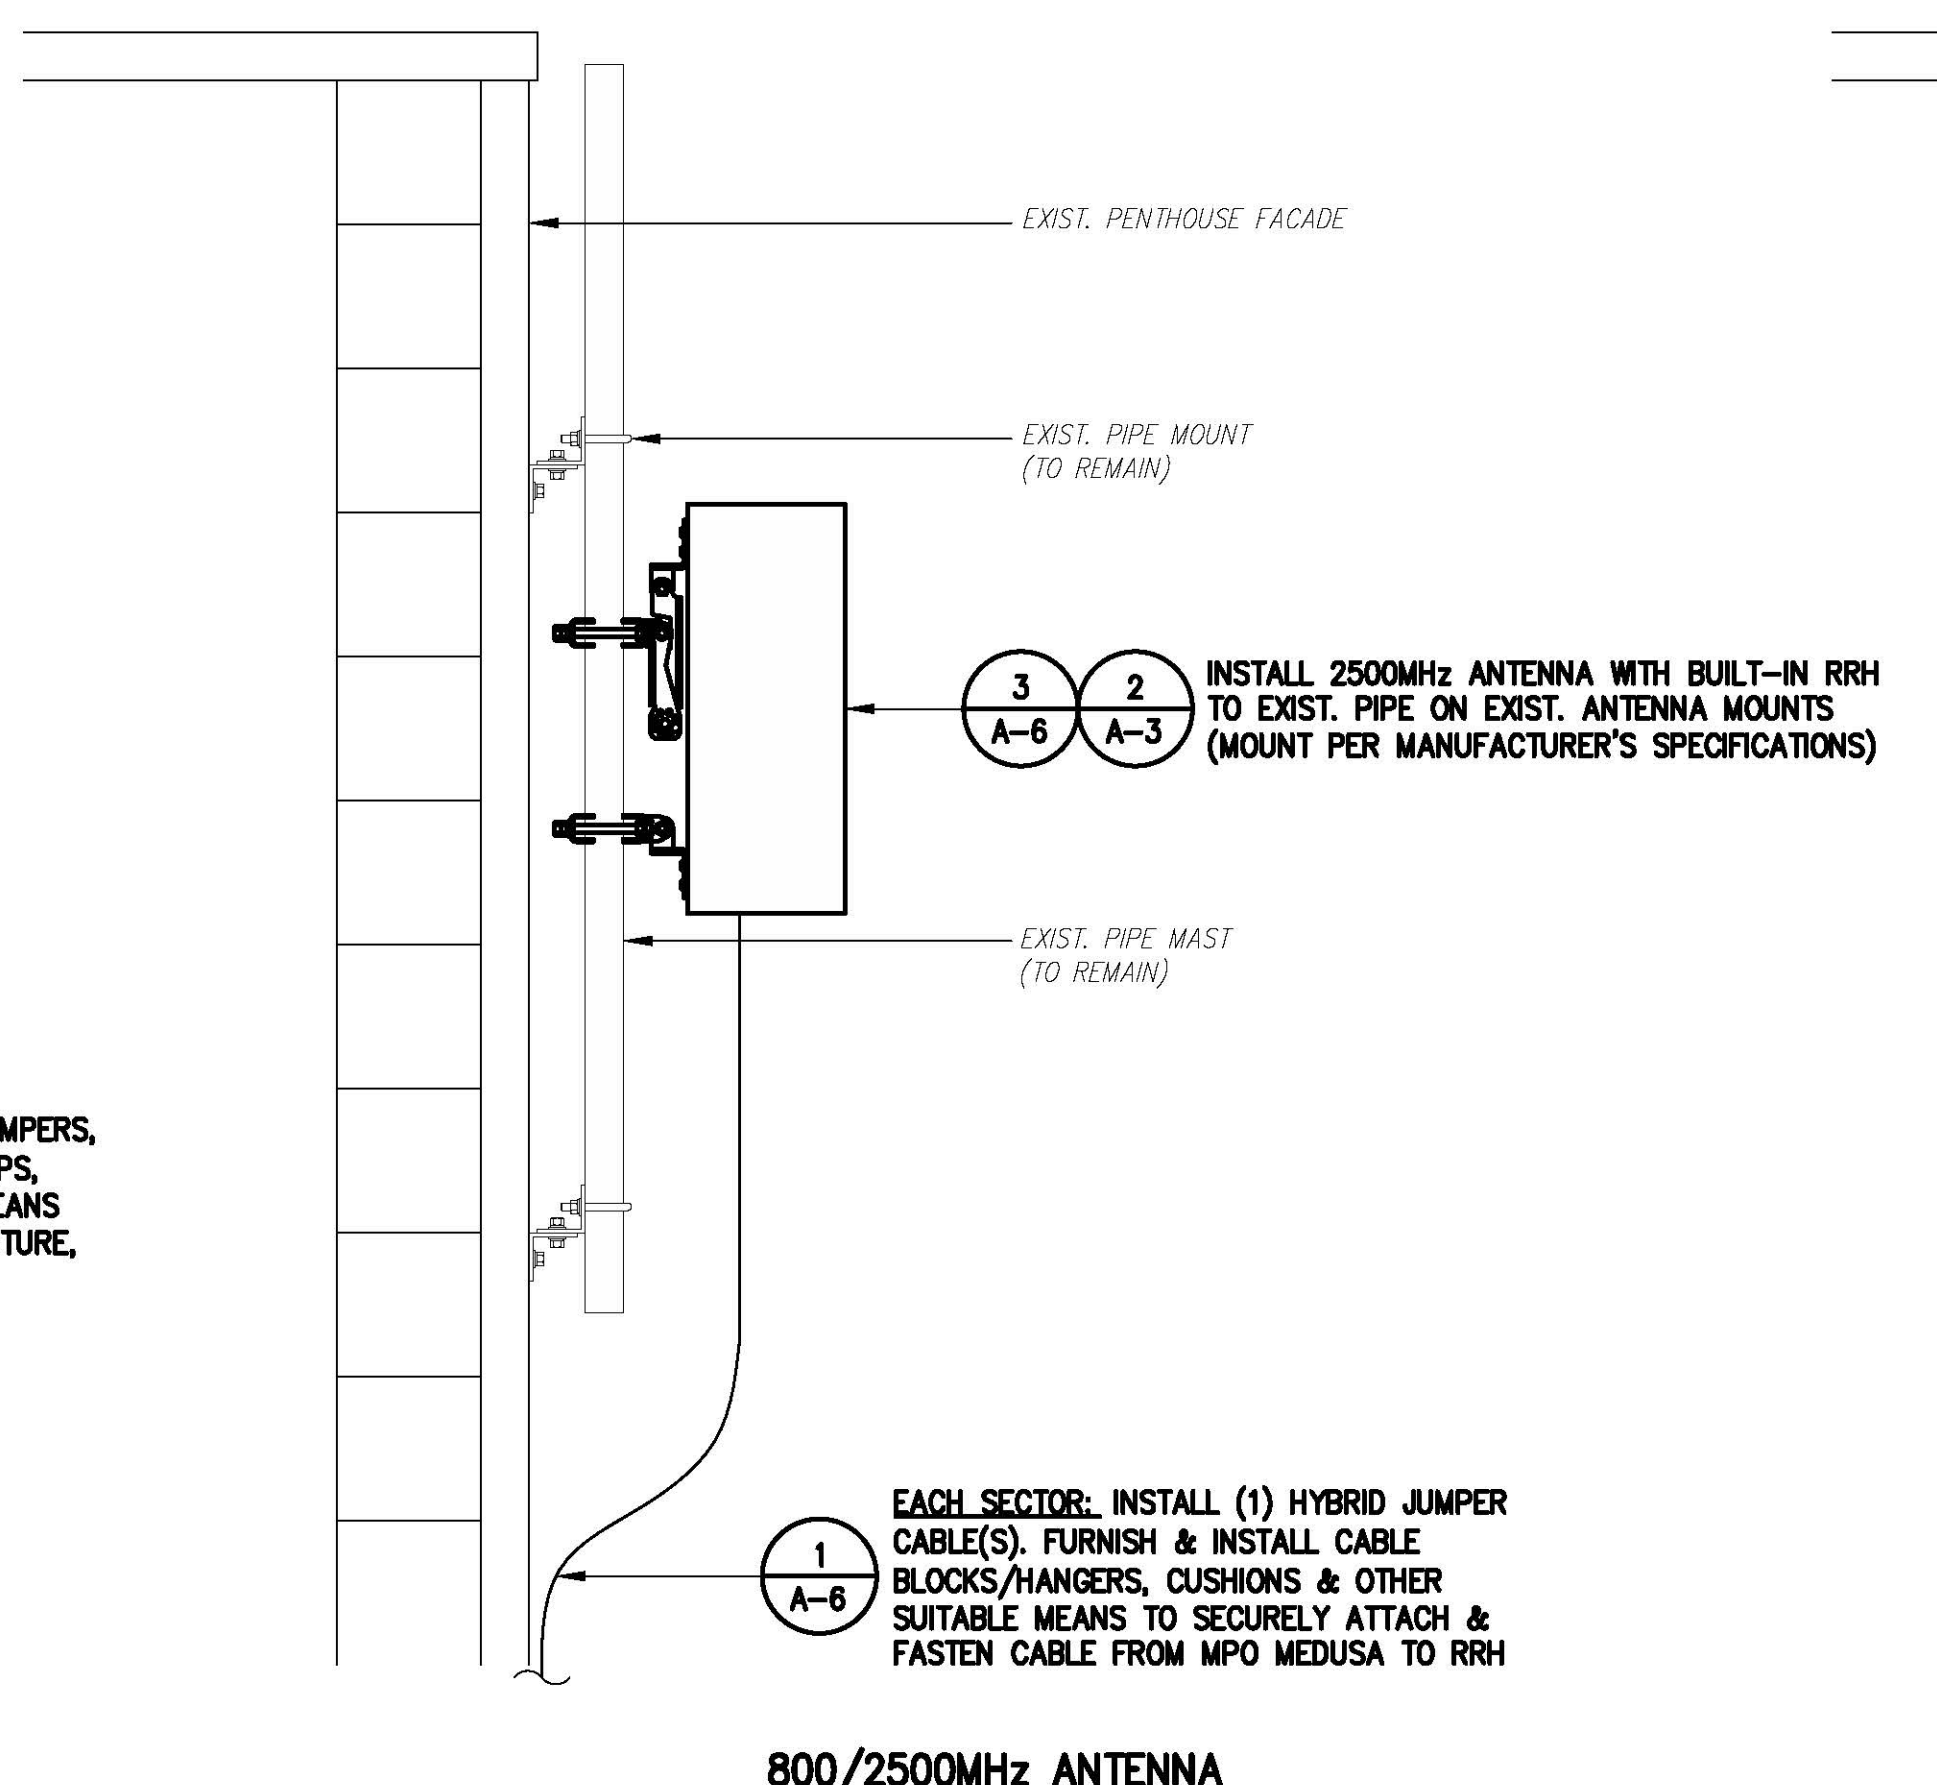 EXIST. PENTHOUSE FACADE
EXIST. PIPE MOUNT
(TO REMAIN)
3
A-6
2
A-3
INSTALL 2500MHz ANTENNA WITH BUILT-IN RRH
TO EXIST. PIPE ON EXIST. ANTENNA MOUNTS
(MOUNT PER MANUFACTURER'S SPECIFICATIONS)
EXIST. PIPE MAST
(TO REMAIN)
MPERS,
PS,
EANS
TURE,
1
A-6
EACH SECTOR: INSTALL (1) HYBRID JUMPER
CABLE(S). FURNISH & INSTALL CABLE
BLOCKS/HANGERS, CUSHIONS & OTHER
SUITABLE MEANS TO SECURELY ATTACH &
FASTEN CABLE FROM MPO MEDUSA TO RRH
800/2500MHz ANTENNA